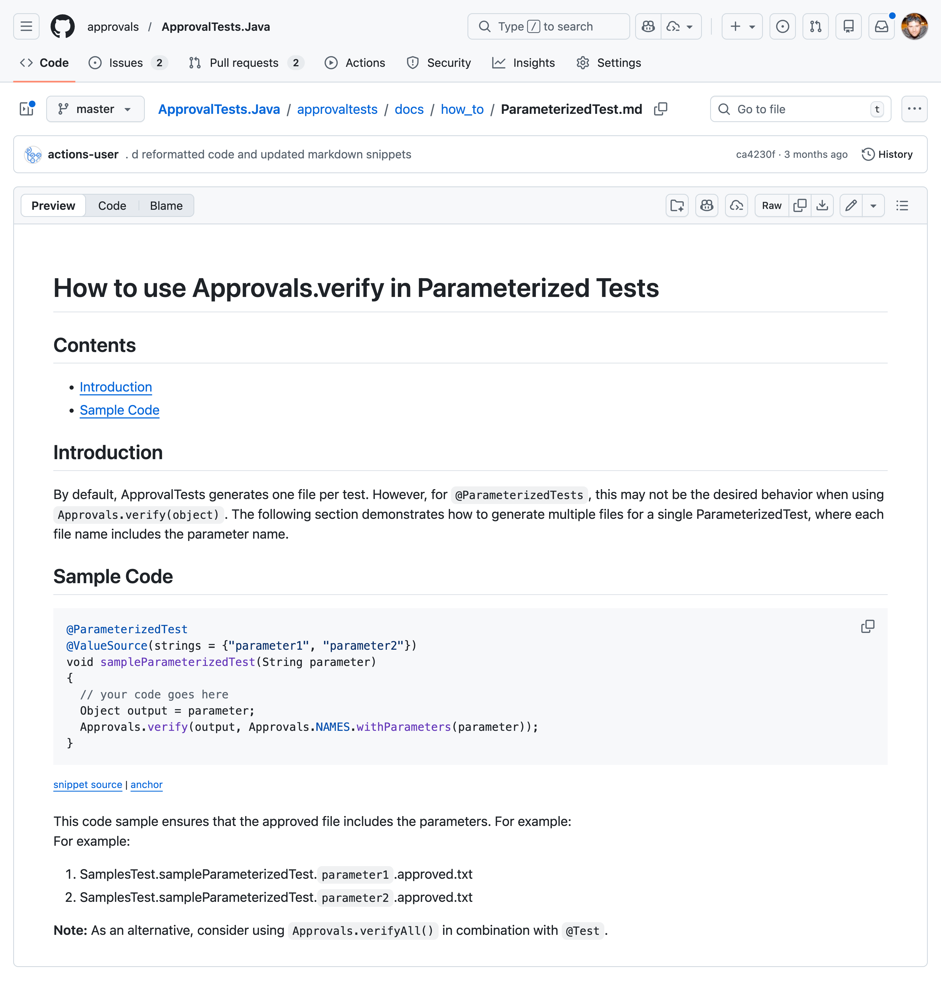 approvals / ApprovalTests.Java
Type / to search
Code
Issues 2
Pull requests 2
Actions
Security
Insights
Settings
master
ApprovalTests.Java / approvaltests / docs / how_to / ParameterizedTest.md
Go to file
t
actions-user . d reformatted code and updated markdown snippets
ca4230f · 3 months ago
History
Preview
Code
Blame
Raw
How to use Approvals.verify in Parameterized Tests
Contents
• Introduction
• Sample Code
Introduction
By default, ApprovalTests generates one file per test. However, for @ParameterizedTests , this may not be the desired behavior when using
Approvals.verify(object) . The following section demonstrates how to generate multiple files for a single ParameterizedTest, where each
file name includes the parameter name.
Sample Code
@ParameterizedTest
@ValueSource(strings = {"parameter1", "parameter2"})
void sampleParameterizedTest(String parameter)
{
  // your code goes here
  Object output = parameter;
  Approvals.verify(output, Approvals.NAMES.withParameters(parameter));
}
snippet source | anchor
This code sample ensures that the approved file includes the parameters. For example:
For example:
1. SamplesTest.sampleParameterizedTest. parameter1 .approved.txt
2. SamplesTest.sampleParameterizedTest. parameter2 .approved.txt
Note: As an alternative, consider using Approvals.verifyAll() in combination with @Test .